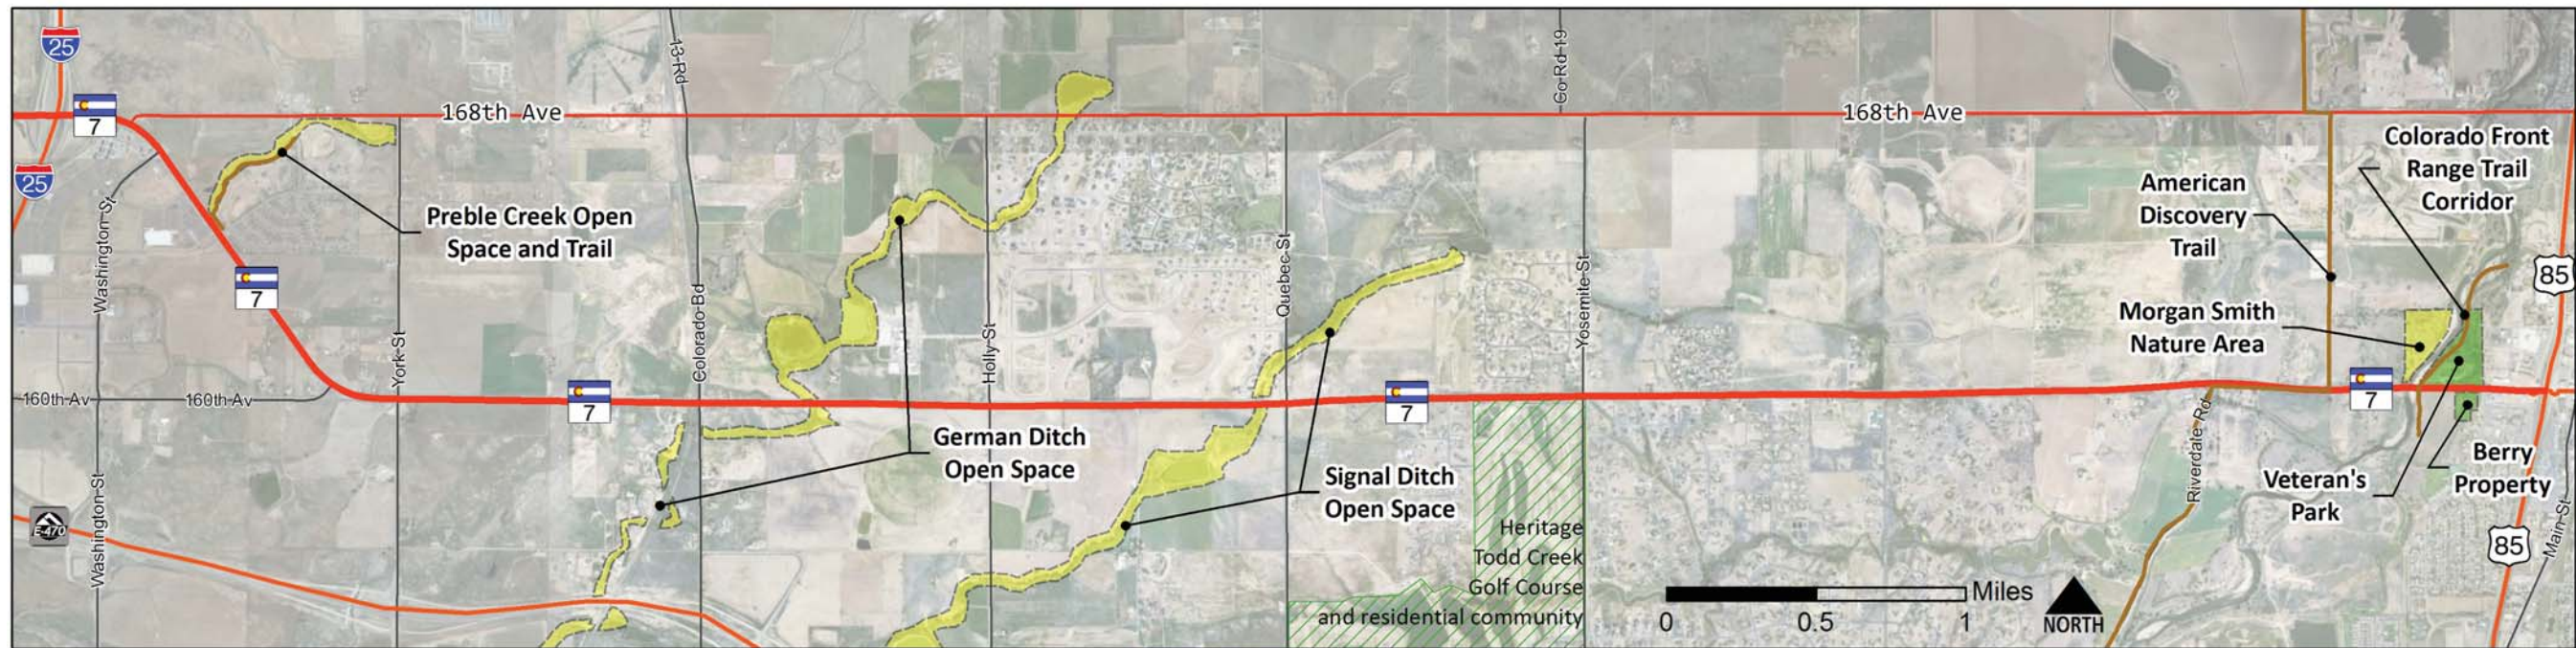 25
7
168th Ave
13-Rd
Co Rd 19
168th Ave
25
Washington St
Preble Creek Open
Space and Trail
7
York St
160th Av
160th Av
Colorado Bd
7
Holly St
Quebec St
Yosemite St
7
American
Discovery
Trail
Colorado Front
Range Trail
Corridor
85
Morgan Smith
Nature Area
7
German Ditch
Open Space
Signal Ditch
Open Space
Riverdale Rd
Veteran's
Park
Berry
Property
E-470
Washington St
Heritage
Todd Creek
Golf Course
and residential community
Miles
0 0.5 1
NORTH
85
Main St